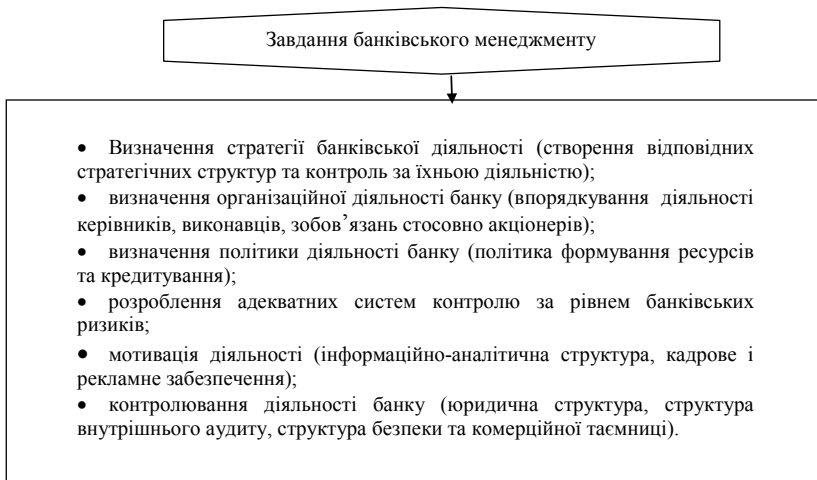 Завдання банківського менеджменту
• Визначення стратегії банківської діяльності (створення відповідних
стратегічних структур та контроль за їхньою діяльністю);
• визначення організаційної діяльності банку (впорядкування діяльності
керівників, виконавців, зобов’язань стосовно акціонерів);
• визначення політики діяльності банку (політика формування ресурсів
та кредитування);
• розроблення адекватних систем контролю за рівнем банківських
ризиків;
• мотивація діяльності (інформаційно-аналітична структура, кадрове і
рекламне забезпечення);
• контролювання діяльності банку (юридична структура, структура
внутрішнього аудиту, структура безпеки та комерційної таємниці).